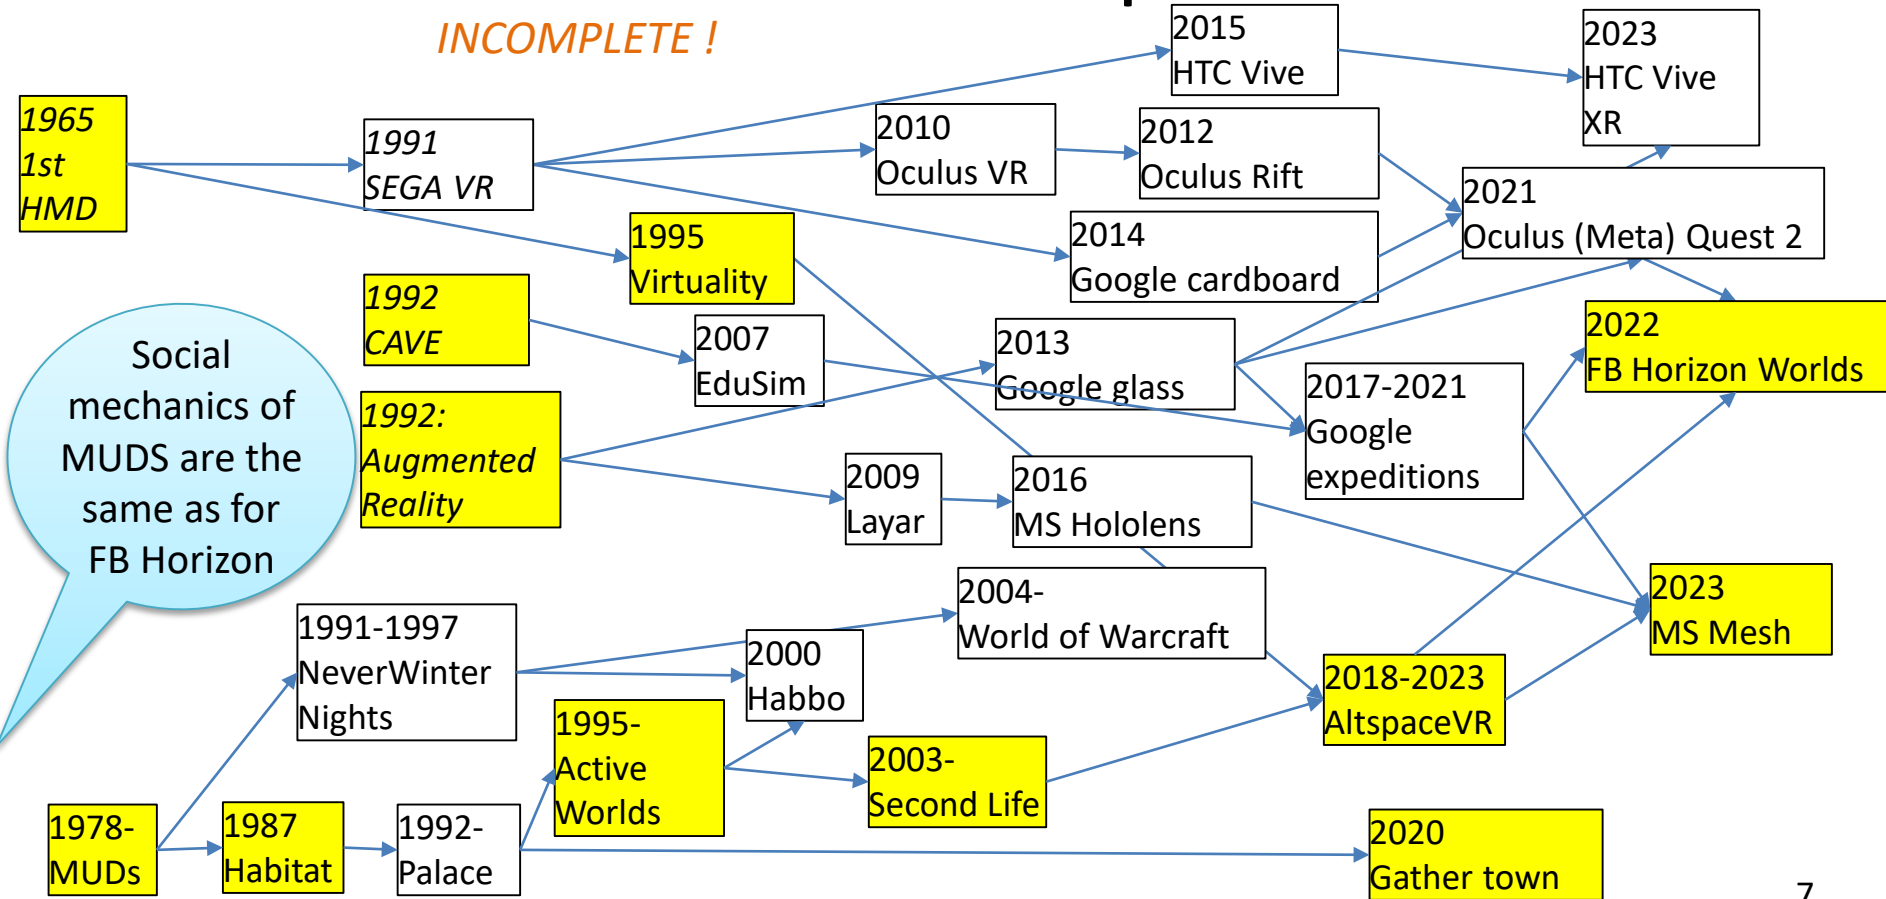 INCOMPLETE !
2015
HTC Vive
2023
HTC Vive
XR
1965
1st
HMD
1991
SEGA VR
2010
Oculus VR
2012
Oculus Rift
2021
Oculus (Meta) Quest 2
1995
Virtuality
2014
Google cardboard
1992
CAVE
2007
EduSim
2013
Google glass
2022
FB Horizon Worlds
Social
mechanics of
MUDS are the
same as for
FB Horizon
1992:
Augmented
Reality
2017-2021
Google
expeditions
2009
Layar
2016
MS Hololens
2023
MS Mesh
1991-1997
NeverWinter
Nights
2004-
World of Warcraft
2000
Habbo
2018-2023
AltspaceVR
1995-
Active
Worlds
2003-
Second Life
1978-
MUDs
1987
Habitat
1992-
Palace
2020
Gather town
7